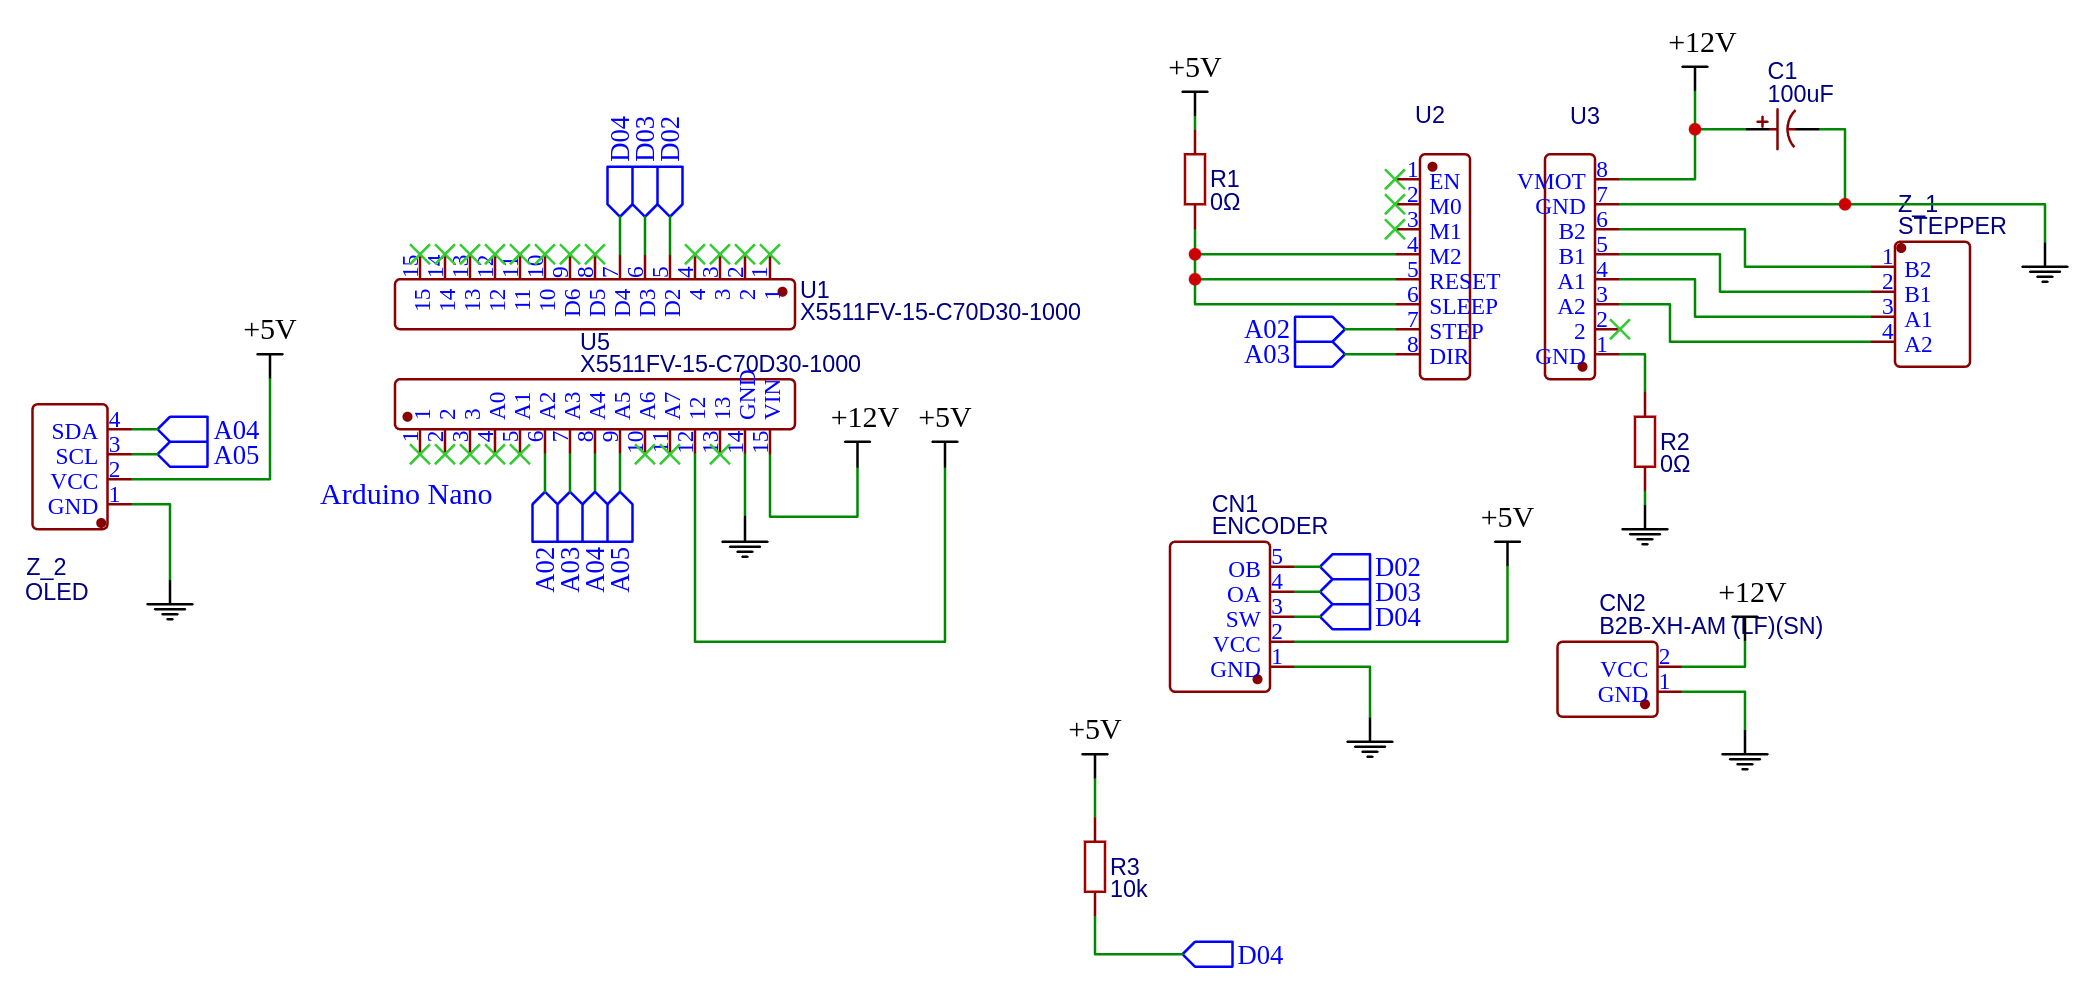 +12V
+5V
C1
100uF
U2
U3
D04
D03
D02
R1
0Ω
1
2
3
4
5
6
7
8
EN
M0
M1
M2
RESET
SLEEP
STEP
DIR
A02
A03
VMOT
GND
B2
B1
A1
A2
2
GND
8
7
6
5
4
3
2
1
Z_1
STEPPER
1
2
3
4
B2
B1
A1
A2
15
14
13
12
11
10
9
8
7
6
5
4
3
2
1
15
14
13
12
11
10
D6
D5
D4
D3
D2
4
3
2
1
U1
X5511FV-15-C70D30-1000
U5
X5511FV-15-C70D30-1000
1
2
3
A0
A1
A2
A3
A4
A5
A6
A7
12
13
GND
VIN
1
2
3
4
5
6
7
8
9
10
11
12
13
14
15
+12V
+5V
Arduino Nano
A02
A03
A04
A05
+5V
SDA
SCL
VCC
GND
4
3
2
1
A04
A05
Z_2
OLED
R2
0Ω
CN1
ENCODER
+5V
OB
OA
SW
VCC
GND
5
4
3
2
1
D02
D03
D04
+12V
CN2
B2B-XH-AM (LF)(SN)
VCC
GND
2
1
+5V
R3
10k
D04